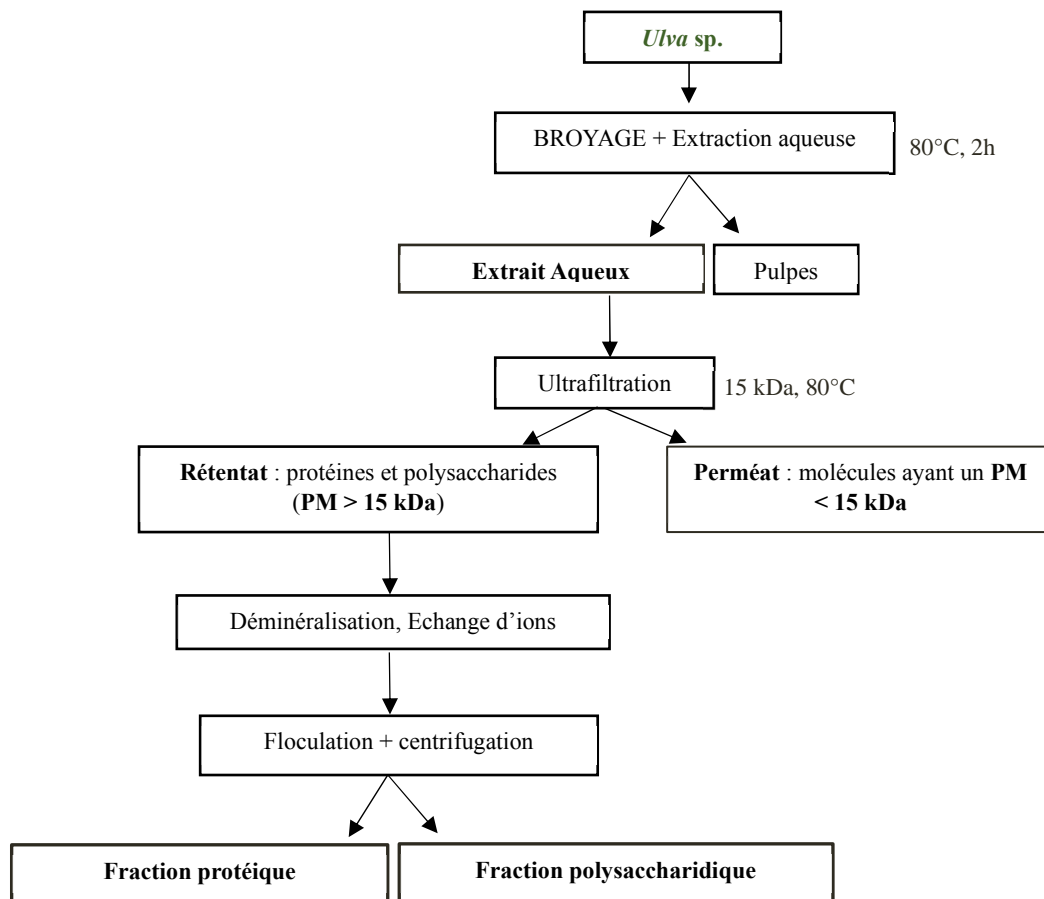 Ulva sp.
BROYAGE + Extraction aqueuse
80°C, 2h
Extrait Aqueux
Pulpes
Ultrafiltration
15 kDa, 80°C
Rétentat : protéines et polysaccharides
(PM > 15 kDa)
Perméat : molécules ayant un PM
< 15 kDa
Déminéralisation, Echange d'ions
Floculation + centrifugation
Fraction protéique
Fraction polysaccharidique